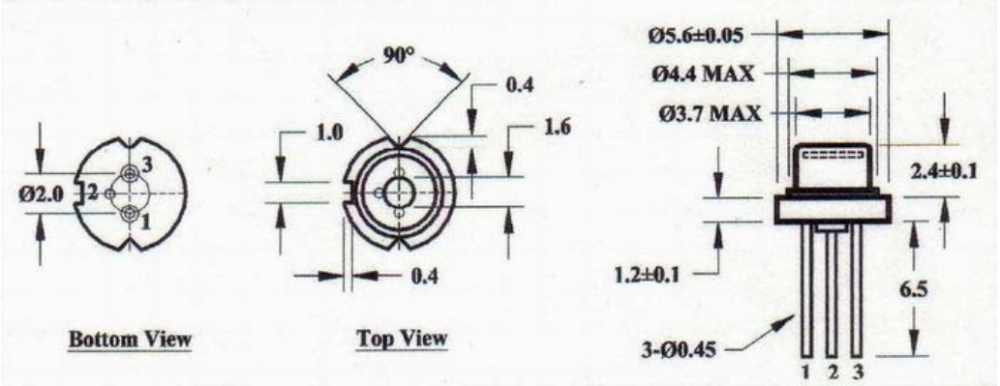 Ø2.0
3
2
1
Bottom View
90°
0.4
1.0
1.6
0.4
Top View
Ø5.6±0.05
Ø4.4 MAX
Ø3.7 MAX
2.4±0.1
1.2±0.1
6.5
3-Ø0.45
1 2 3